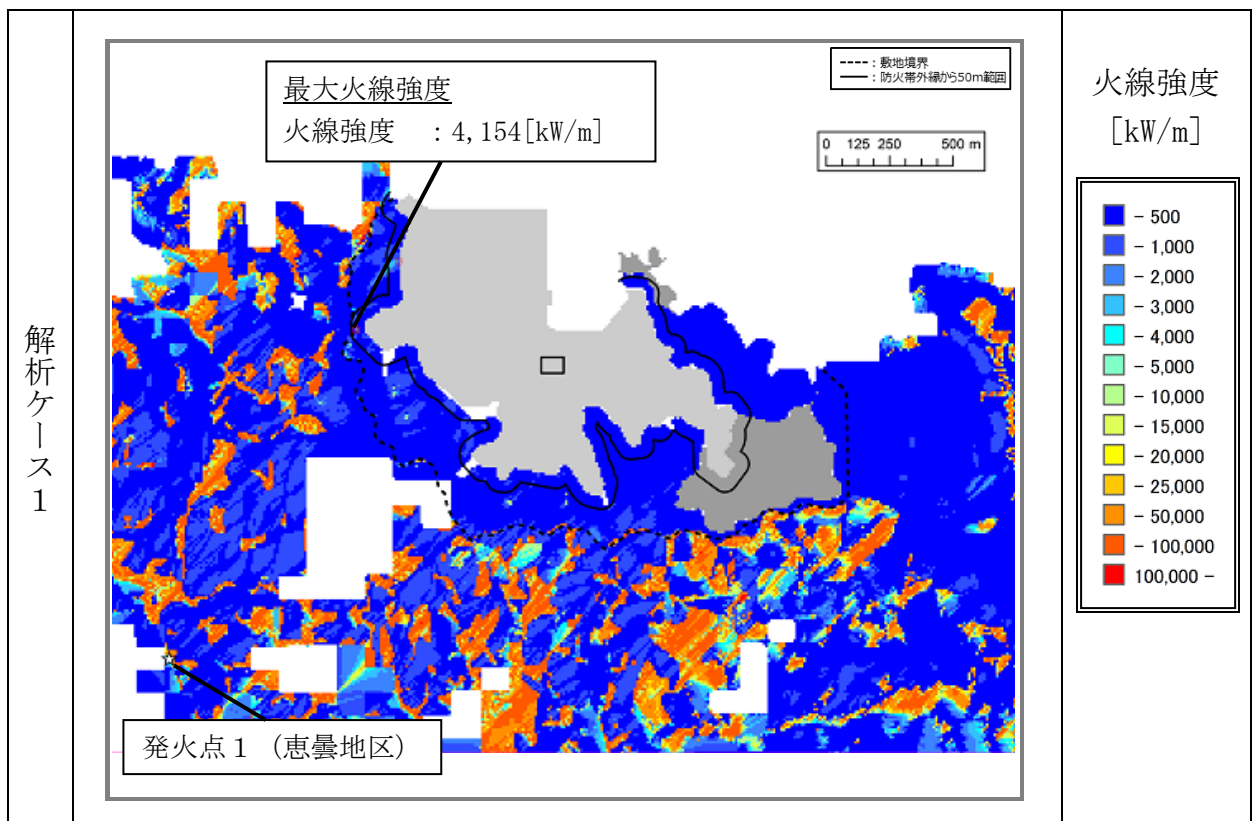 解析ケース1
最大火線強度
火線強度 : 4,154[kW/m]
---- : 敷地境界
―― : 防火帯外縁から50m範囲
0 125 250 500 m
発火点1 (恵曇地区)
火線強度
[kW/m]
- 500
- 1,000
- 2,000
- 3,000
- 4,000
- 5,000
- 10,000
- 15,000
- 20,000
- 25,000
- 50,000
- 100,000
100,000 -